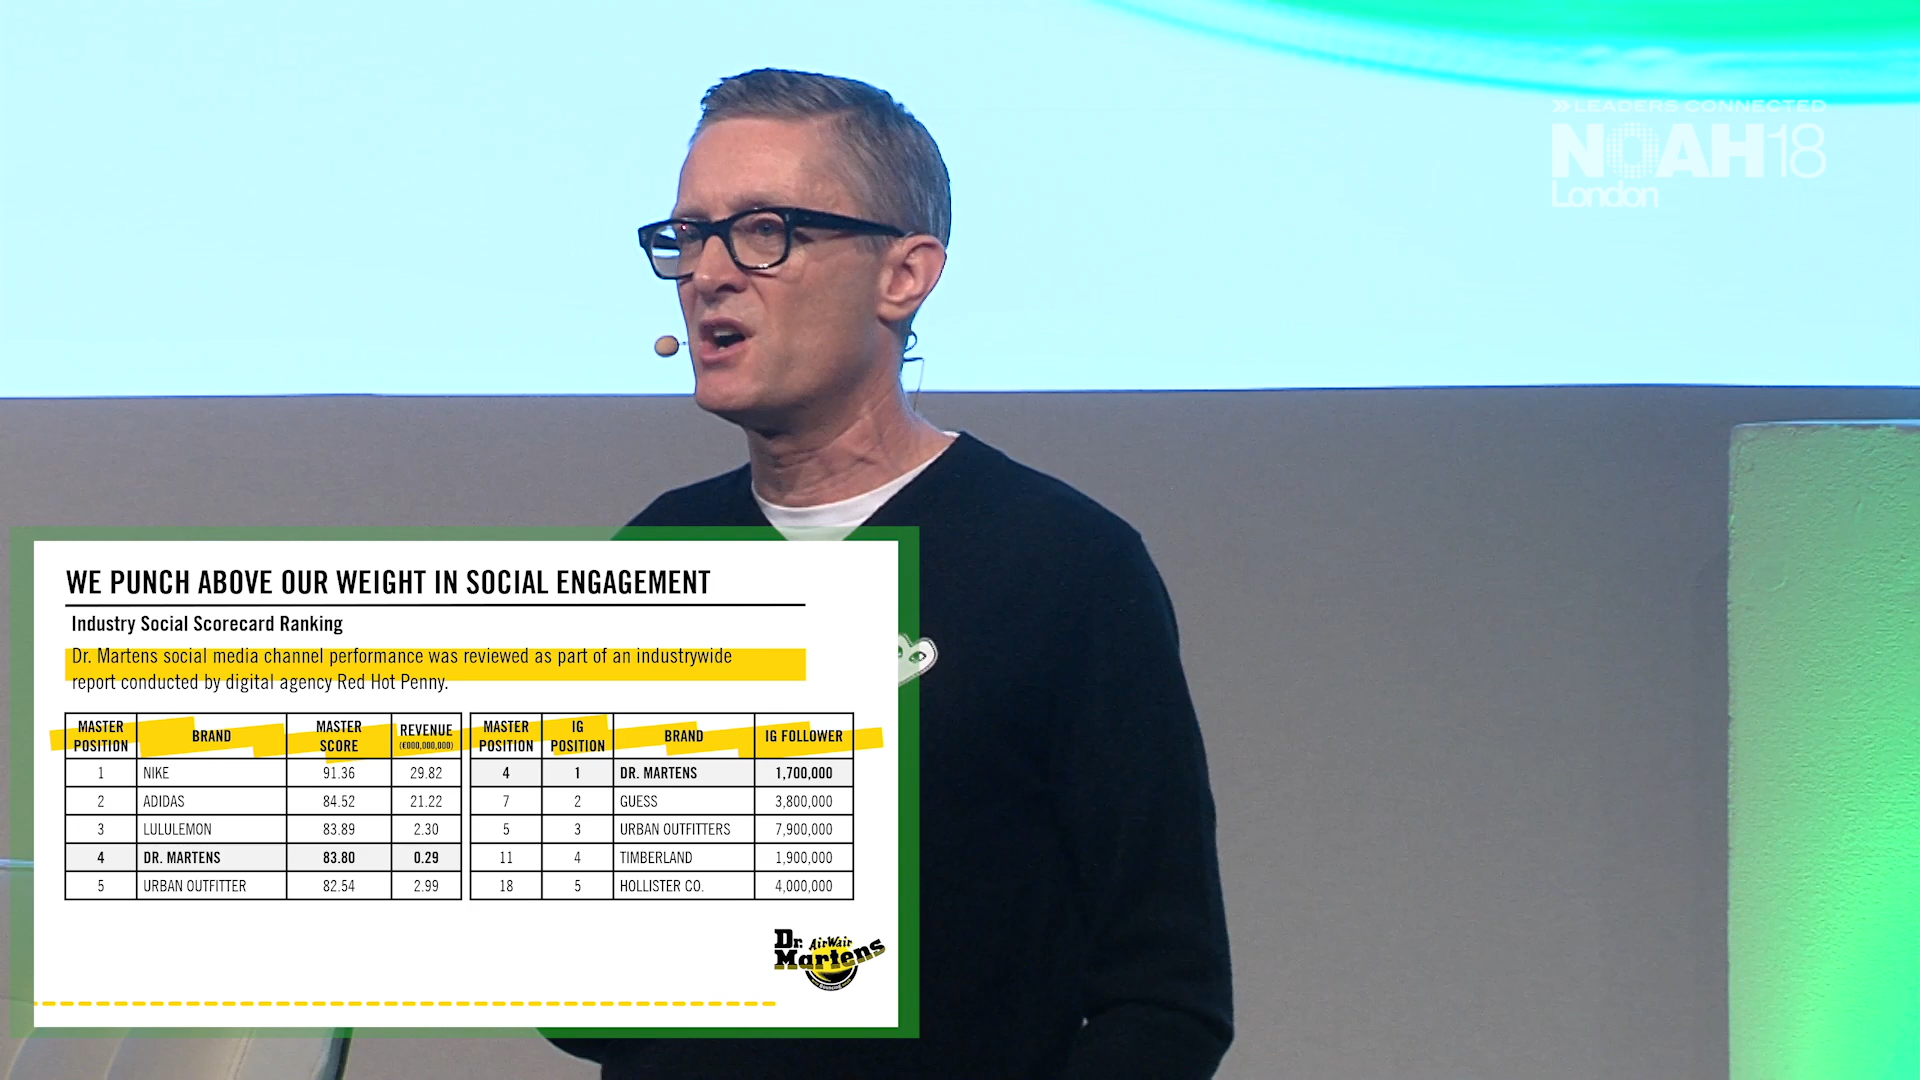 »LEADERS CONNECTED
NOAH18
London
WE PUNCH ABOVE OUR WEIGHT IN SOCIAL ENGAGEMENT
Industry Social Scorecard Ranking
Dr. Martens social media channel performance was reviewed as part of an industrywide
report conducted by digital agency Red Hot Penny.
MASTER POSITION BRAND MASTER SCORE REVENUE (€000,000,000)
1 NIKE 91.36 29.82
2 ADIDAS 84.52 21.22
3 LULULEMON 83.89 2.30
4 DR. MARTENS 83.80 0.29
5 URBAN OUTFITTER 82.54 2.99
MASTER POSITION IG POSITION BRAND IG FOLLOWER
4 1 DR. MARTENS 1,700,000
7 2 GUESS 3,800,000
5 3 URBAN OUTFITTERS 7,900,000
11 4 TIMBERLAND 1,900,000
18 5 HOLLISTER CO. 4,000,000
Dr. AirWair
Martens